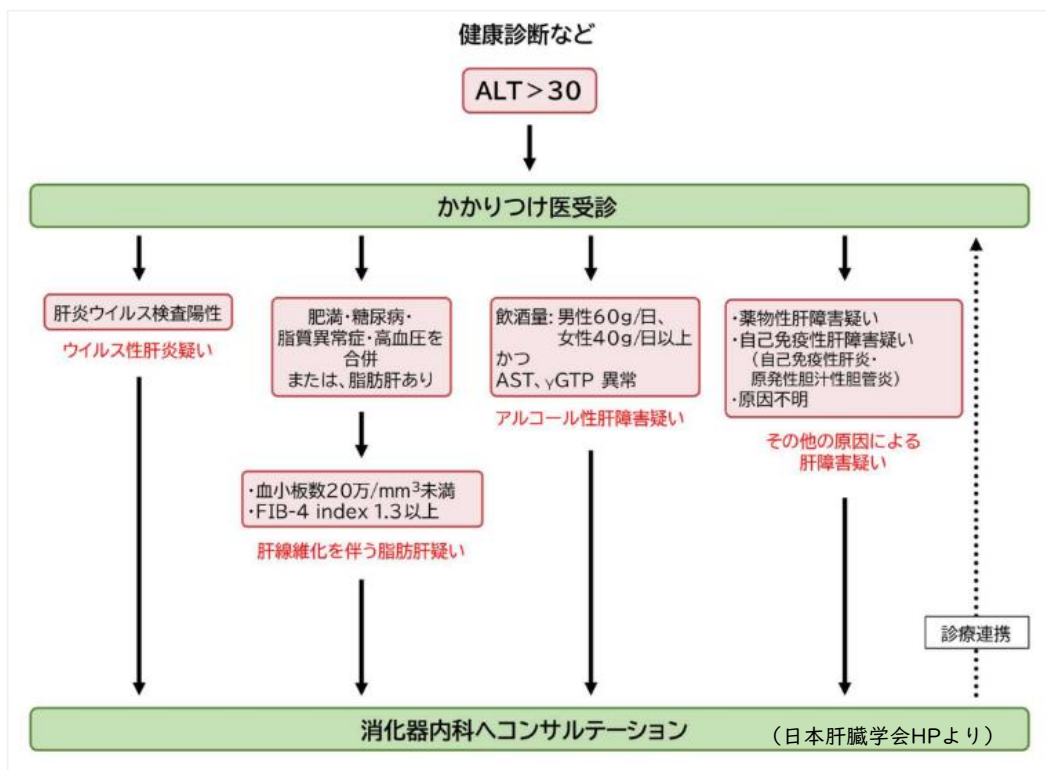 健康診断など
ALT>30
かかりつけ医受診
肝炎ウイルス検査陽性
ウイルス性肝炎疑い
肥満・糖尿病・
脂質異常症・高血圧を
合併
または、脂肪肝あり
・血小板数20万/mm³未満
・FIB-4 index 1.3以上
肝線維化を伴う脂肪肝疑い
飲酒量: 男性60g/日、
女性40g/日以上
かつ
AST、γGTP 異常
アルコール性肝障害疑い
・薬物性肝障害疑い
・自己免疫性肝障害疑い
(自己免疫性肝炎・
原発性胆汁性胆管炎)
・原因不明
その他の原因による
肝障害疑い
診療連携
消化器内科へコンサルテーション
(日本肝臓学会HPより)